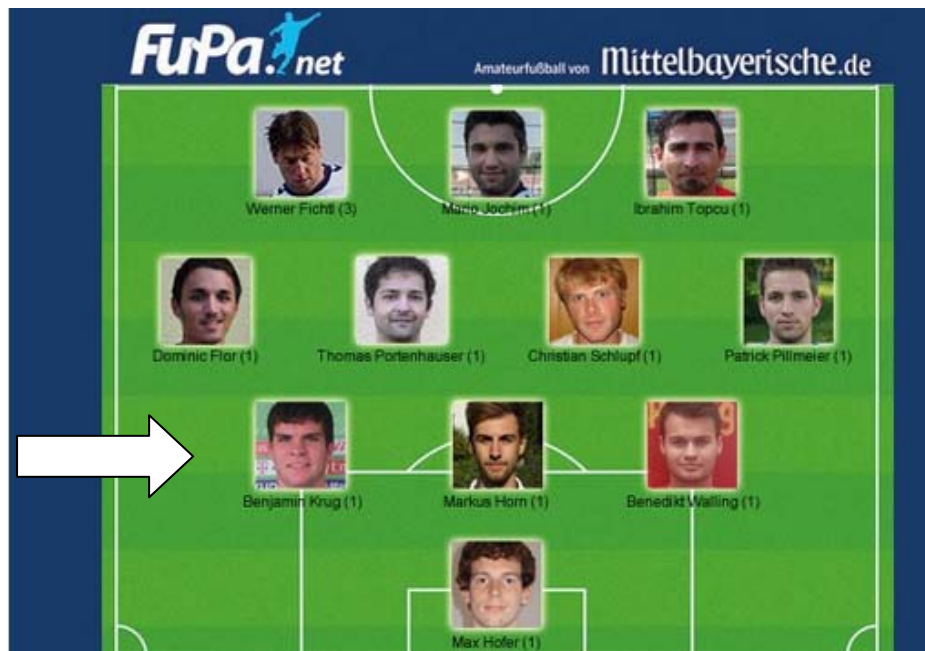 FuPa.net
Amateurfußball von Mittelbayerische.de
Werner Fichtl (3) Mario Jochim (1) Ibrahim Topcu (1)
Dominic Flor (1) Thomas Portenhauser (1) Christian Schlupf (1) Patrick Pillmeier (1)
Benjamin Krug (1) Markus Horn (1) Benedikt Walling (1)
Max Hofer (1)